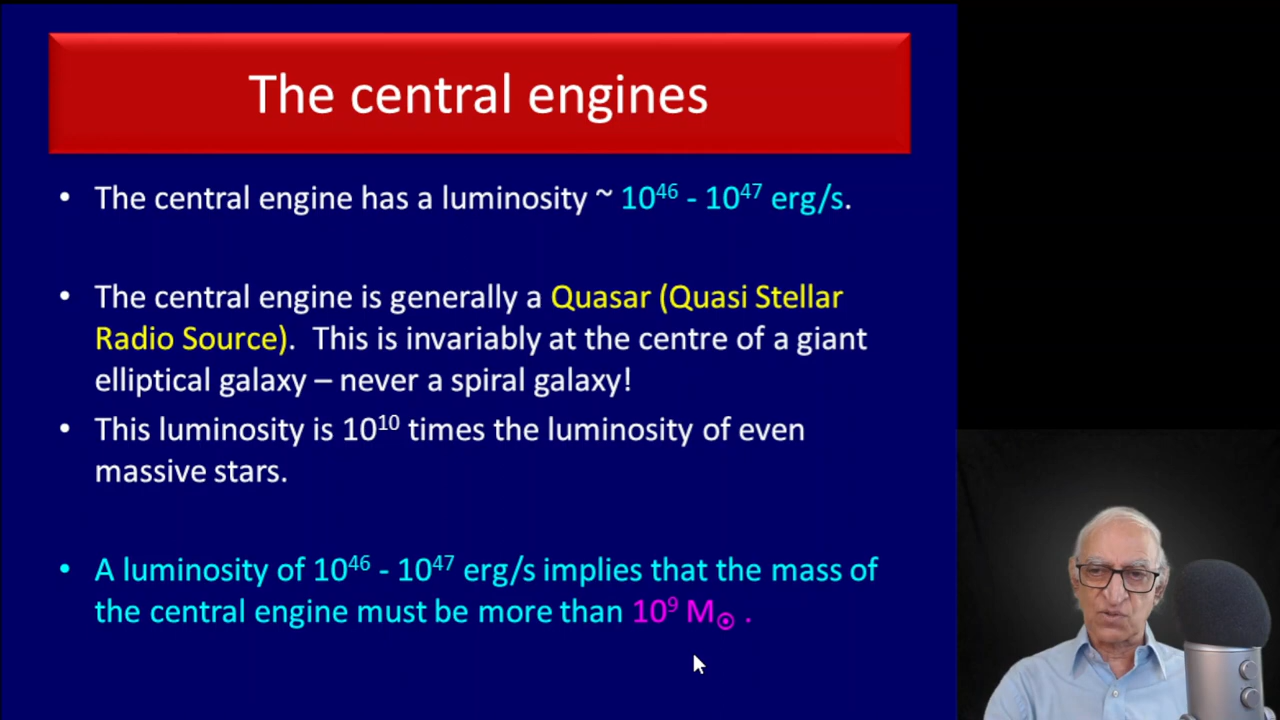 The central engines
• The central engine has a luminosity ~ 10⁴⁶ - 10⁴⁷ erg/s.
• The central engine is generally a Quasar (Quasi Stellar
Radio Source). This is invariably at the centre of a giant
elliptical galaxy – never a spiral galaxy!
• This luminosity is 10¹⁰ times the luminosity of even
massive stars.
• A luminosity of 10⁴⁶ - 10⁴⁷ erg/s implies that the mass of
the central engine must be more than 10⁹ M☉ .